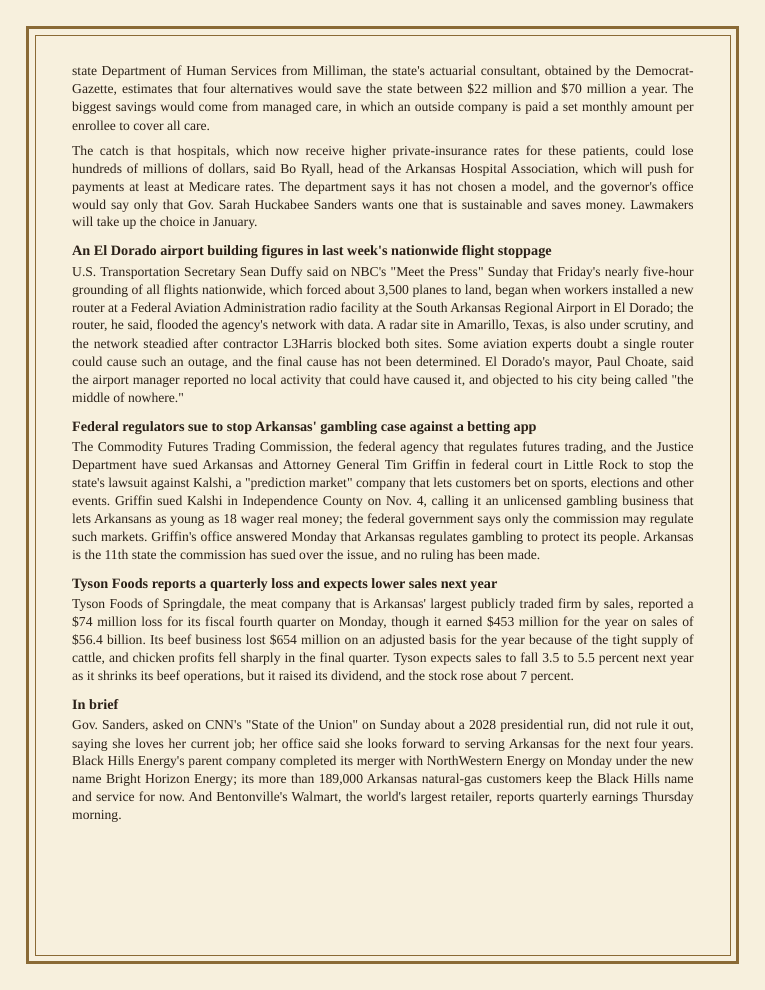 state Department of Human Services from Milliman, the state's actuarial consultant, obtained by the Democrat-
Gazette, estimates that four alternatives would save the state between $22 million and $70 million a year. The
biggest savings would come from managed care, in which an outside company is paid a set monthly amount per
enrollee to cover all care.
The catch is that hospitals, which now receive higher private-insurance rates for these patients, could lose
hundreds of millions of dollars, said Bo Ryall, head of the Arkansas Hospital Association, which will push for
payments at least at Medicare rates. The department says it has not chosen a model, and the governor's office
would say only that Gov. Sarah Huckabee Sanders wants one that is sustainable and saves money. Lawmakers
will take up the choice in January.
An El Dorado airport building figures in last week's nationwide flight stoppage
U.S. Transportation Secretary Sean Duffy said on NBC's "Meet the Press" Sunday that Friday's nearly five-hour
grounding of all flights nationwide, which forced about 3,500 planes to land, began when workers installed a new
router at a Federal Aviation Administration radio facility at the South Arkansas Regional Airport in El Dorado; the
router, he said, flooded the agency's network with data. A radar site in Amarillo, Texas, is also under scrutiny, and
the network steadied after contractor L3Harris blocked both sites. Some aviation experts doubt a single router
could cause such an outage, and the final cause has not been determined. El Dorado's mayor, Paul Choate, said
the airport manager reported no local activity that could have caused it, and objected to his city being called "the
middle of nowhere."
Federal regulators sue to stop Arkansas' gambling case against a betting app
The Commodity Futures Trading Commission, the federal agency that regulates futures trading, and the Justice
Department have sued Arkansas and Attorney General Tim Griffin in federal court in Little Rock to stop the
state's lawsuit against Kalshi, a "prediction market" company that lets customers bet on sports, elections and other
events. Griffin sued Kalshi in Independence County on Nov. 4, calling it an unlicensed gambling business that
lets Arkansans as young as 18 wager real money; the federal government says only the commission may regulate
such markets. Griffin's office answered Monday that Arkansas regulates gambling to protect its people. Arkansas
is the 11th state the commission has sued over the issue, and no ruling has been made.
Tyson Foods reports a quarterly loss and expects lower sales next year
Tyson Foods of Springdale, the meat company that is Arkansas' largest publicly traded firm by sales, reported a
$74 million loss for its fiscal fourth quarter on Monday, though it earned $453 million for the year on sales of
$56.4 billion. Its beef business lost $654 million on an adjusted basis for the year because of the tight supply of
cattle, and chicken profits fell sharply in the final quarter. Tyson expects sales to fall 3.5 to 5.5 percent next year
as it shrinks its beef operations, but it raised its dividend, and the stock rose about 7 percent.
In brief
Gov. Sanders, asked on CNN's "State of the Union" on Sunday about a 2028 presidential run, did not rule it out,
saying she loves her current job; her office said she looks forward to serving Arkansas for the next four years.
Black Hills Energy's parent company completed its merger with NorthWestern Energy on Monday under the new
name Bright Horizon Energy; its more than 189,000 Arkansas natural-gas customers keep the Black Hills name
and service for now. And Bentonville's Walmart, the world's largest retailer, reports quarterly earnings Thursday
morning.